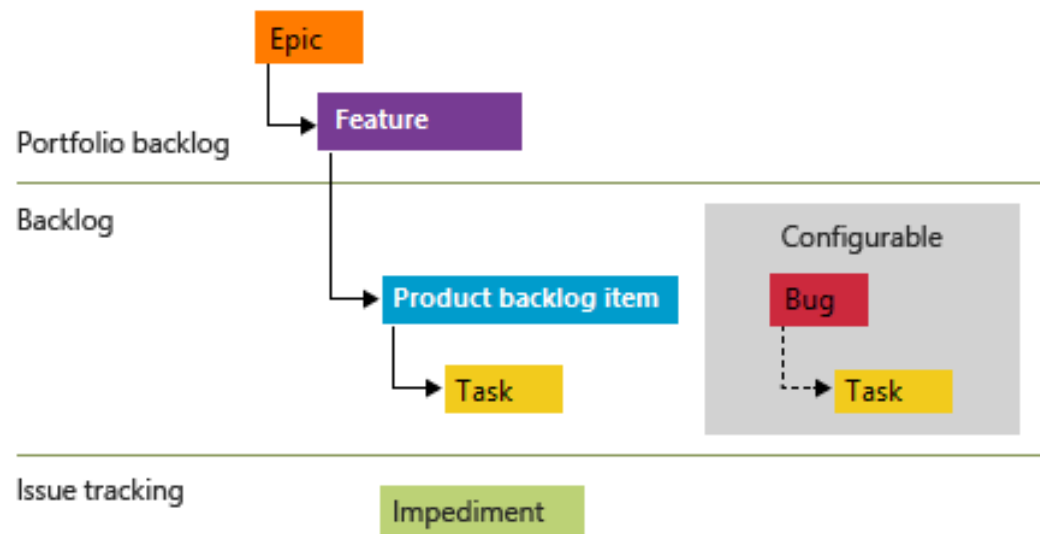 Epic
Feature
Portfolio backlog
Backlog
Configurable
Product backlog item
Bug
Task
Task
Issue tracking
Impediment